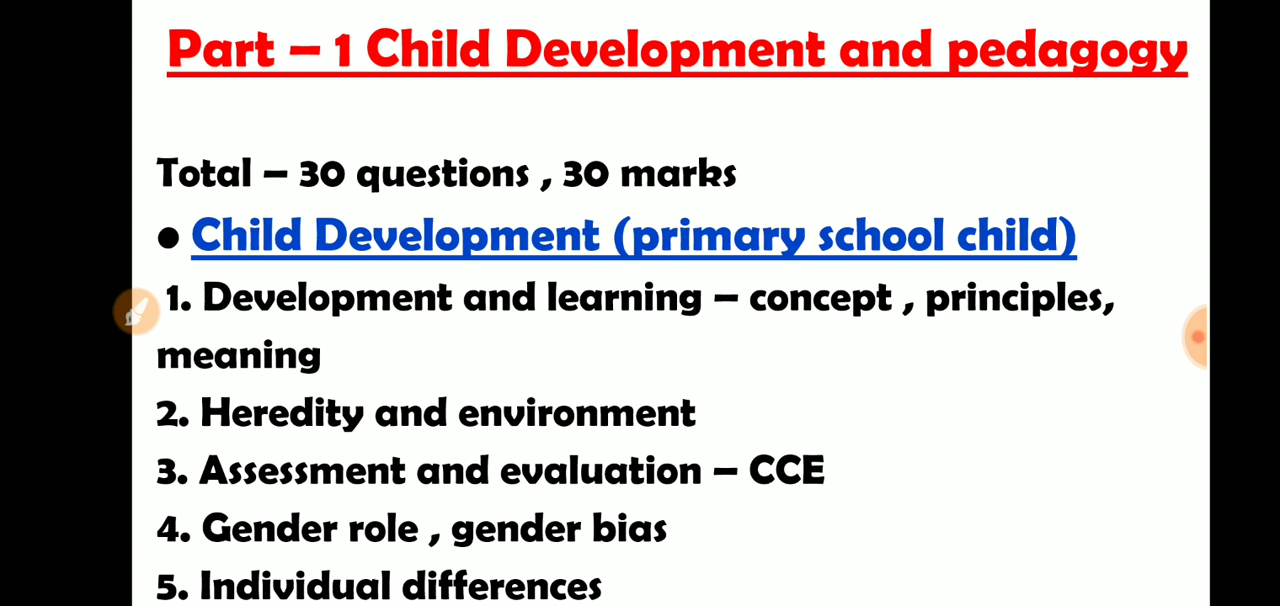 Part – 1 Child Development and pedagogy
Total – 30 questions , 30 marks
• Child Development (primary school child)
1. Development and learning – concept , principles,
meaning
2. Heredity and environment
3. Assessment and evaluation – CCE
4. Gender role , gender bias
5. Individual differences